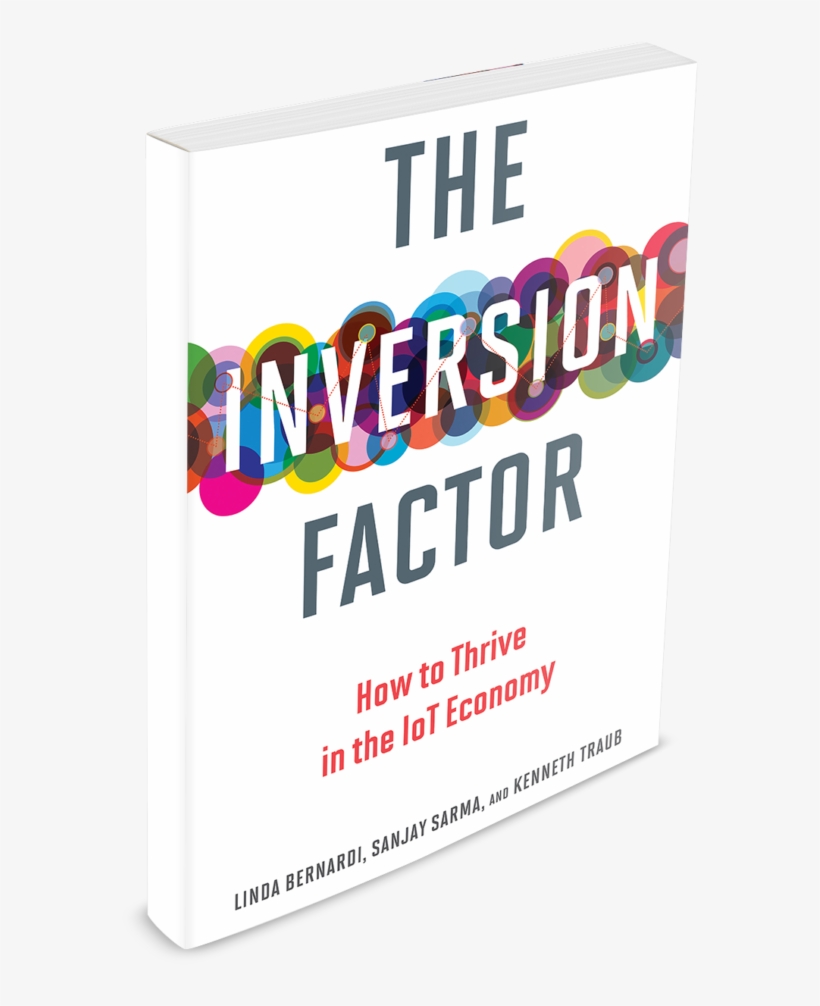 THE
INVERSION
FACTOR
How to Thrive
in the IoT Economy
LINDA BERNARDI, SANJAY SARMA, AND KENNETH TRAUB